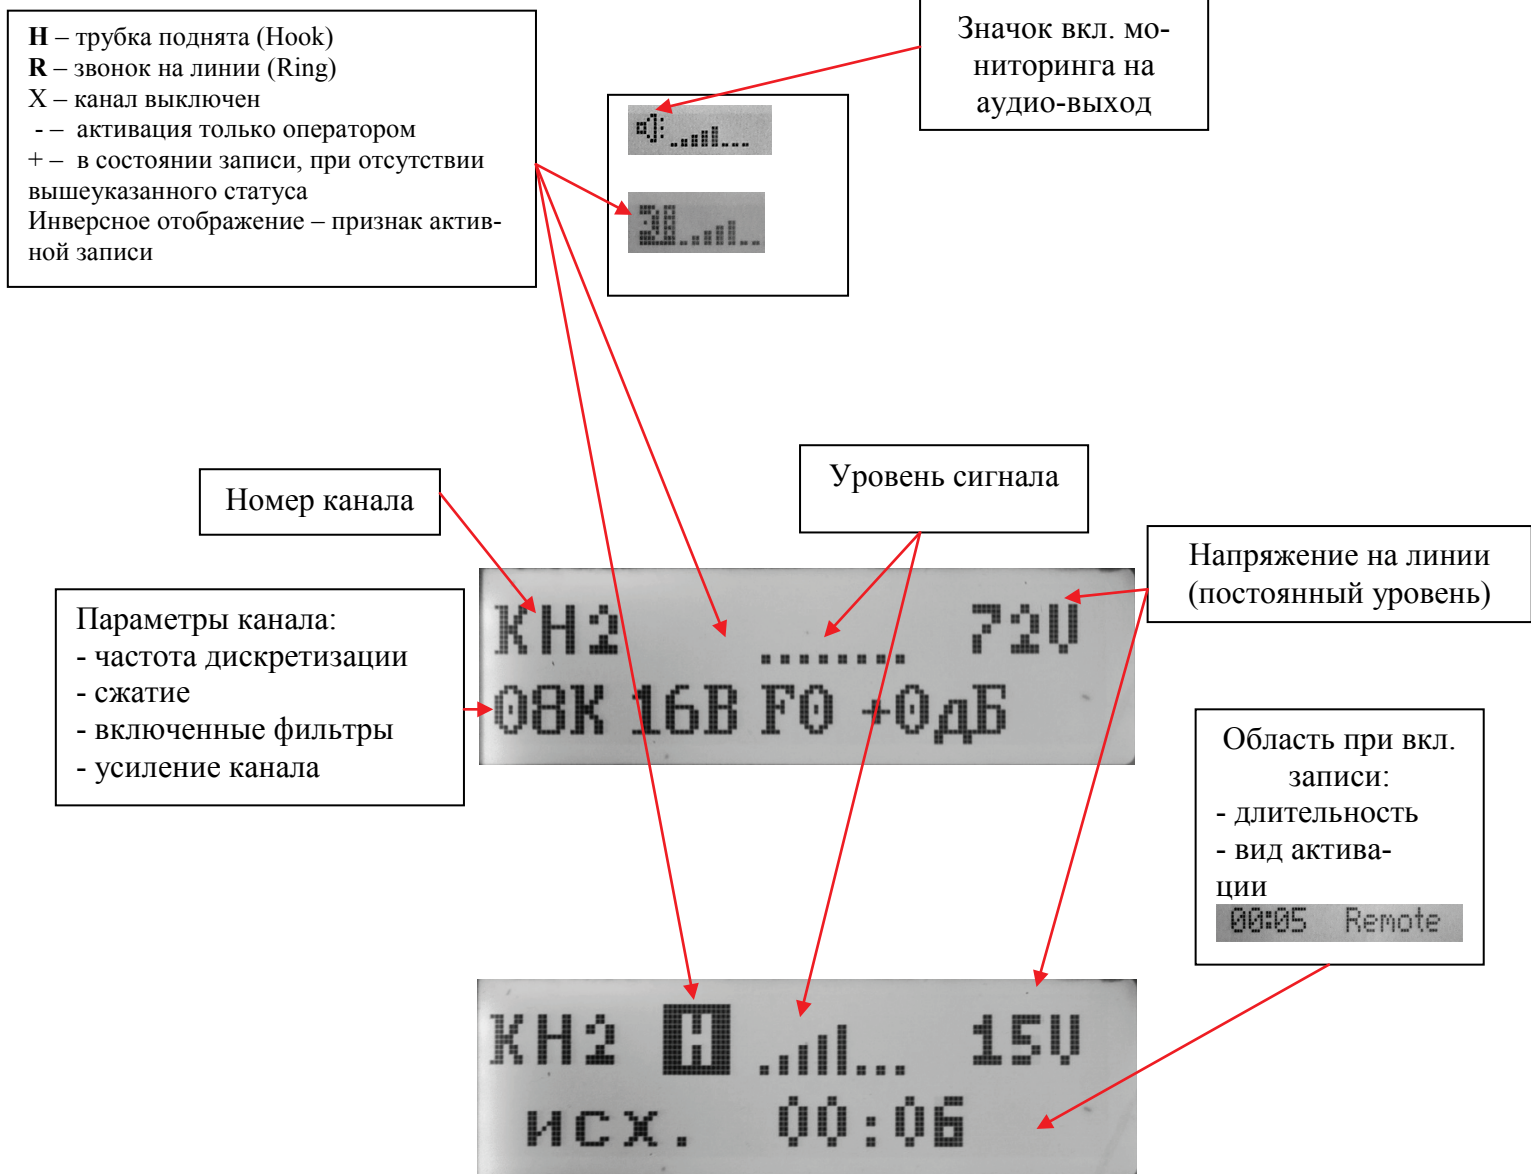 H – трубка поднята (Hook)
R – звонок на линии (Ring)
X – канал выключен
- – активация только оператором
+ – в состоянии записи, при отсутствии
вышеуказанного статуса
Инверсное отображение – признак актив-
ной записи
Значок вкл. мо-
ниторинга на
аудио-выход
Номер канала
Уровень сигнала
Напряжение на линии
(постоянный уровень)
Параметры канала:
- частота дискретизации
- сжатие
- включенные фильтры
- усиление канала
КН2 72V
08К 16В F0 +0дБ
Область при вкл.
записи:
- длительность
- вид актива-
ции
00:05 Remote
КН2 H 15V
исх. 00:06